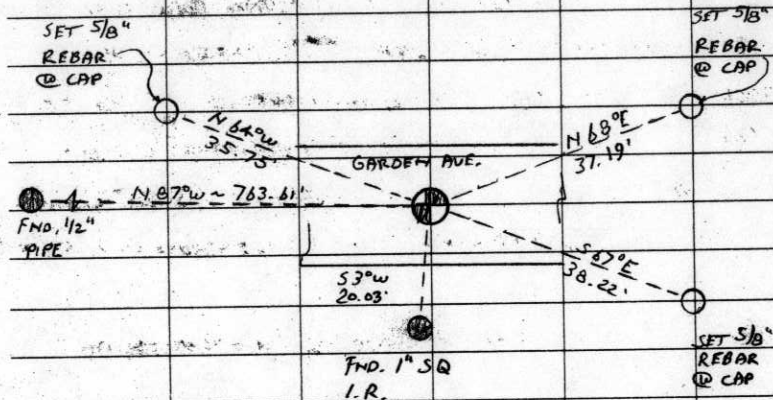 SET 5/8"
REBAR
@ CAP
SET 5/8"
REBAR
@ CAP
N 64°W
35.75'
N 69°E
37.19'
GARDEN AVE.
N 87°W ~ 763.61'
FND. 1/2"
PIPE
S 67°E
38.22'
S 3°W
20.03'
FND. 1" SQ
I.R.
SET 5/8"
REBAR
@ CAP